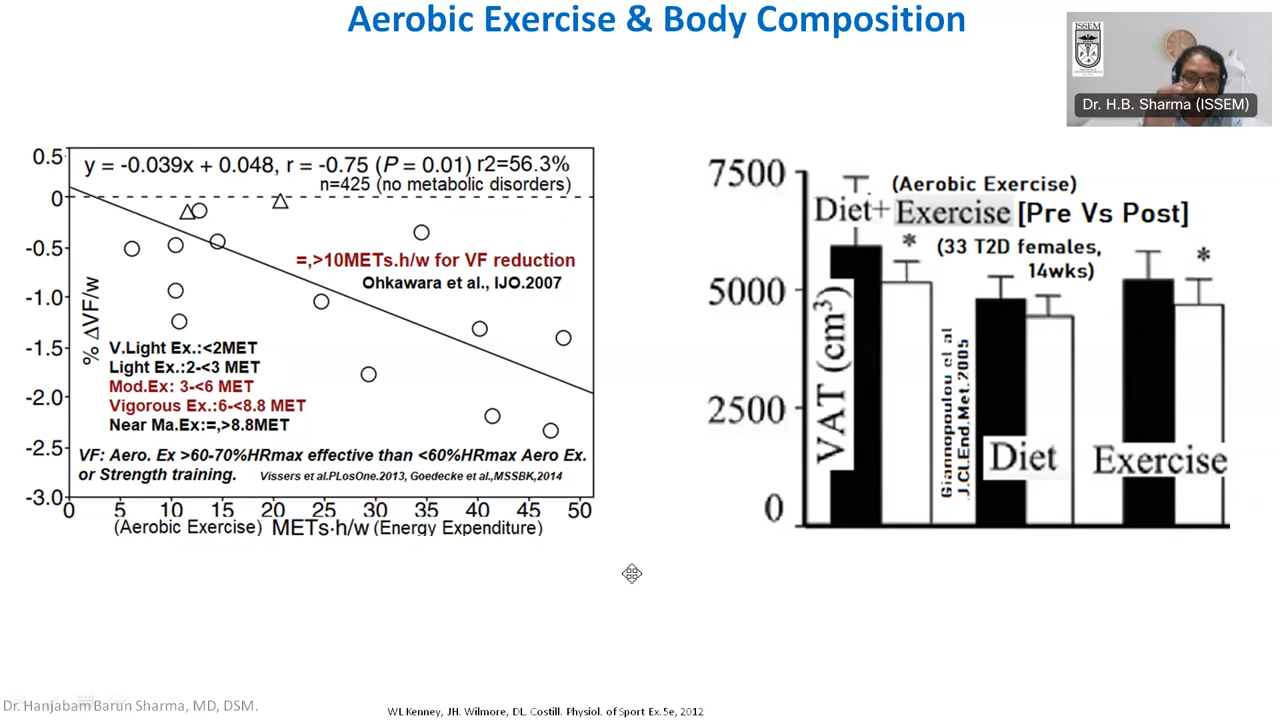 Aerobic Exercise & Body Composition
ISSEM
Dr. H.B. Sharma (ISSEM)
0.5
0
-0.5
-1.0
-1.5
-2.0
-2.5
-3.0
% ΔVF/w
y = -0.039x + 0.048, r = -0.75 (P = 0.01) r2=56.3%
n=425 (no metabolic disorders)
=,>10METs.h/w for VF reduction
Ohkawara et al., IJO.2007
V.Light Ex.:<2MET
Light Ex.:2-<3 MET
Mod.Ex: 3-<6 MET
Vigorous Ex.:6-<8.8 MET
Near Ma.Ex:=,>8.8MET
VF: Aero. Ex >60-70%HRmax effective than <60%HRmax Aero Ex.
or Strength training. Vissers et al.PLosOne.2013, Goedecke et al.,MSSBK,2014
0 5 10 15 20 25 30 35 40 45 50
(Aerobic Exercise) METs·h/w (Energy Expenditure)
7500
5000
2500
0
VAT (cm³)
(Aerobic Exercise)
Diet+ Exercise [Pre Vs Post]
* (33 T2D females, *
14wks)
Giannopoulou et al
J.Cl.End.Met.2005
Diet Exercise
Dr. Hanjabam Barun Sharma, MD, DSM.
WL Kenney, JH. Wilmore, DL. Costill. Physiol. of Sport Ex.5e, 2012